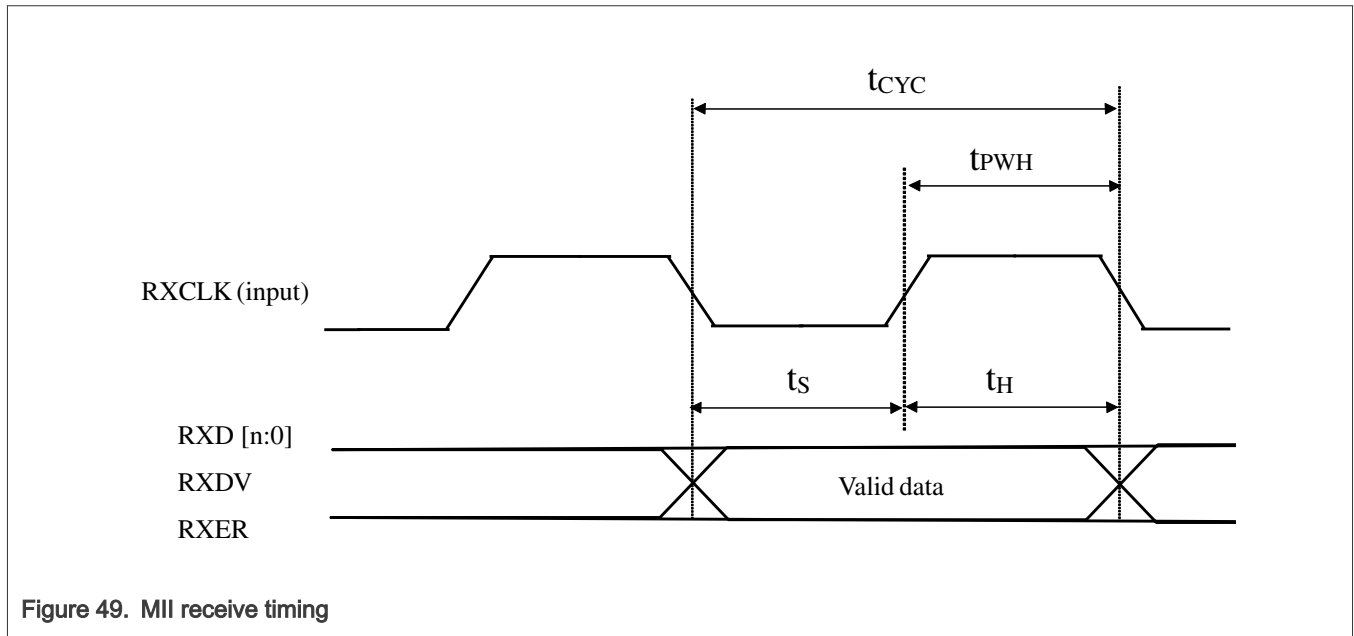 tCYC
tPWH
RXCLK (input)
tS
tH
RXD [n:0]
RXDV
Valid data
RXER
Figure 49. MII receive timing